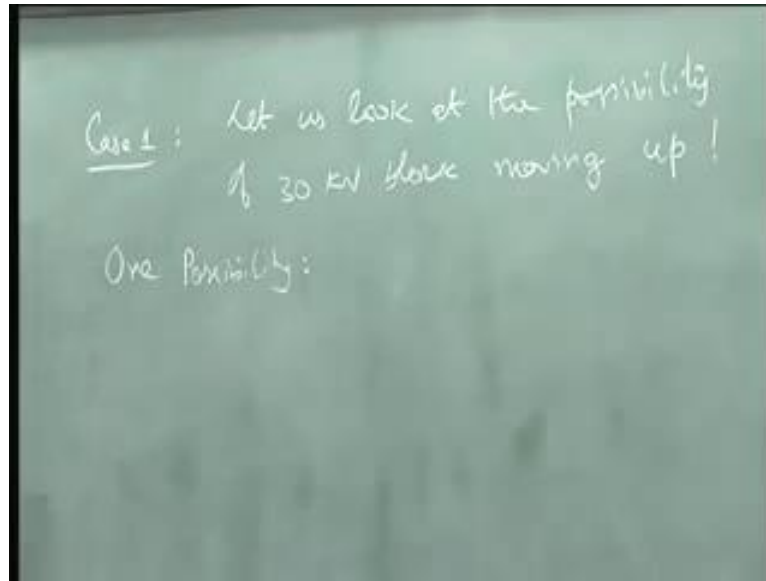 Case 1 : Let us look at the possibility
of 30 kN block moving up !
One Possibility :